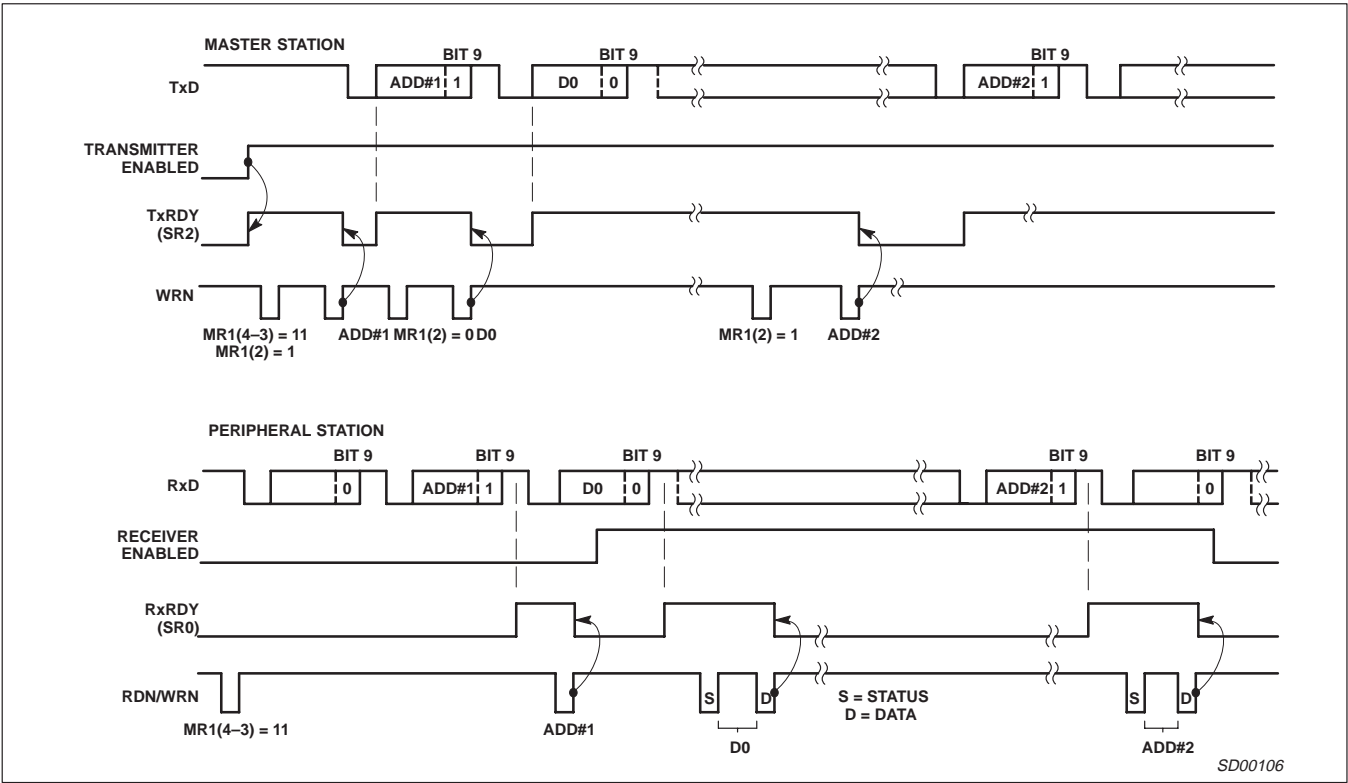 MASTER STATION
BIT 9 BIT 9 BIT 9
TxD ADD#1 1 D0 0 ADD#2 1
TRANSMITTER
ENABLED
TxRDY
(SR2)
WRN
MR1(4–3) = 11 ADD#1 MR1(2) = 0 D0 MR1(2) = 1 ADD#2
MR1(2) = 1
PERIPHERAL STATION
BIT 9 BIT 9 BIT 9 BIT 9 BIT 9
RxD 0 ADD#1 1 D0 0 ADD#2 1 0
RECEIVER
ENABLED
RxRDY
(SR0)
RDN/WRN S D S = STATUS S D
D = DATA
MR1(4–3) = 11 ADD#1 D0 ADD#2
SD00106